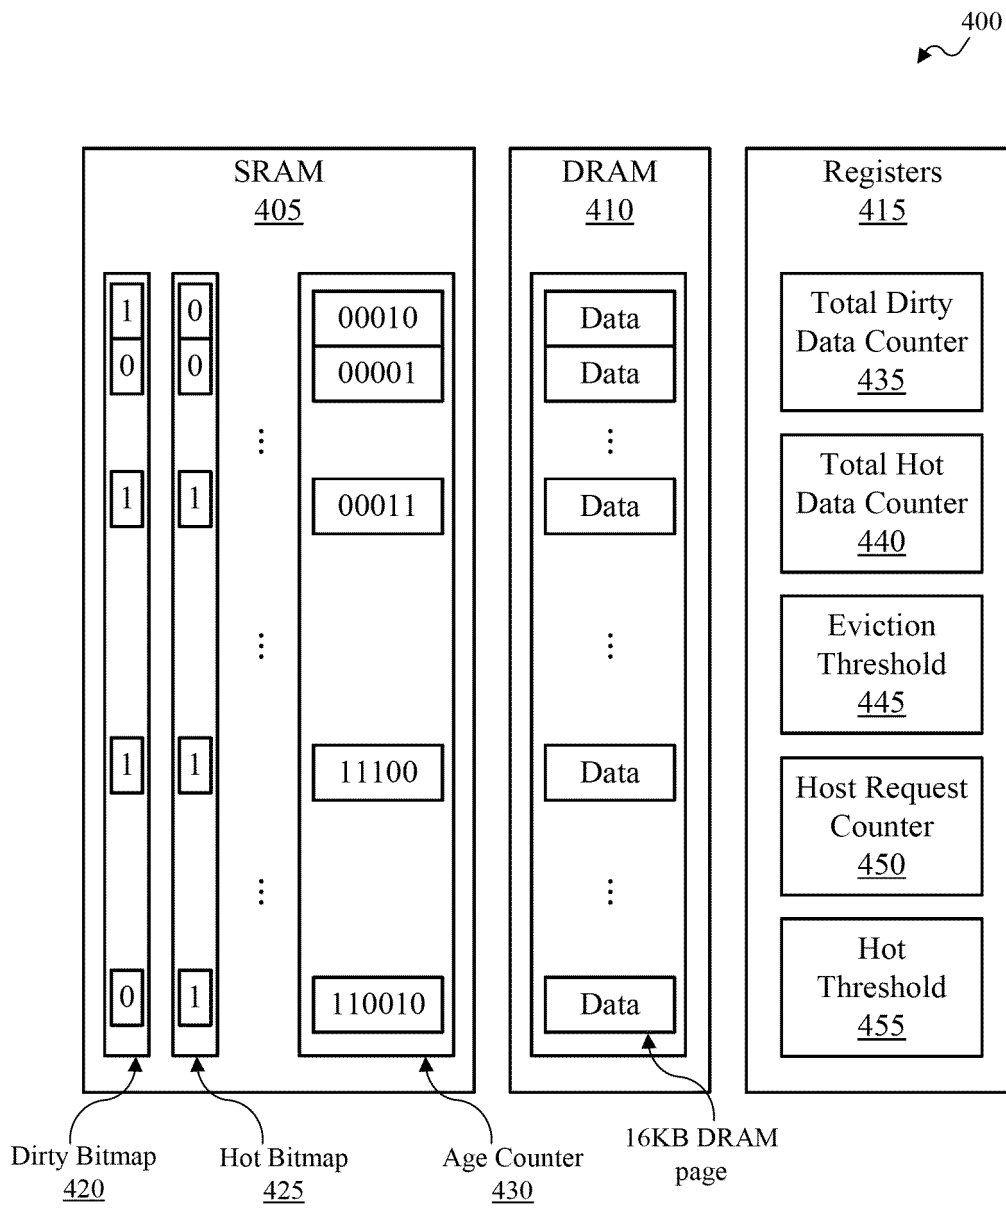 400
SRAM
405
DRAM
410
Registers
415
1 0 00010 Data
0 0 00001 Data
... ...
1 1 00011 Data
... ...
1 1 11100 Data
... ...
0 1 110010 Data
Total Dirty
Data Counter
435
Total Hot
Data Counter
440
Eviction
Threshold
445
Host Request
Counter
450
Hot
Threshold
455
Dirty Bitmap
420
Hot Bitmap
425
Age Counter
430
16KB DRAM
page